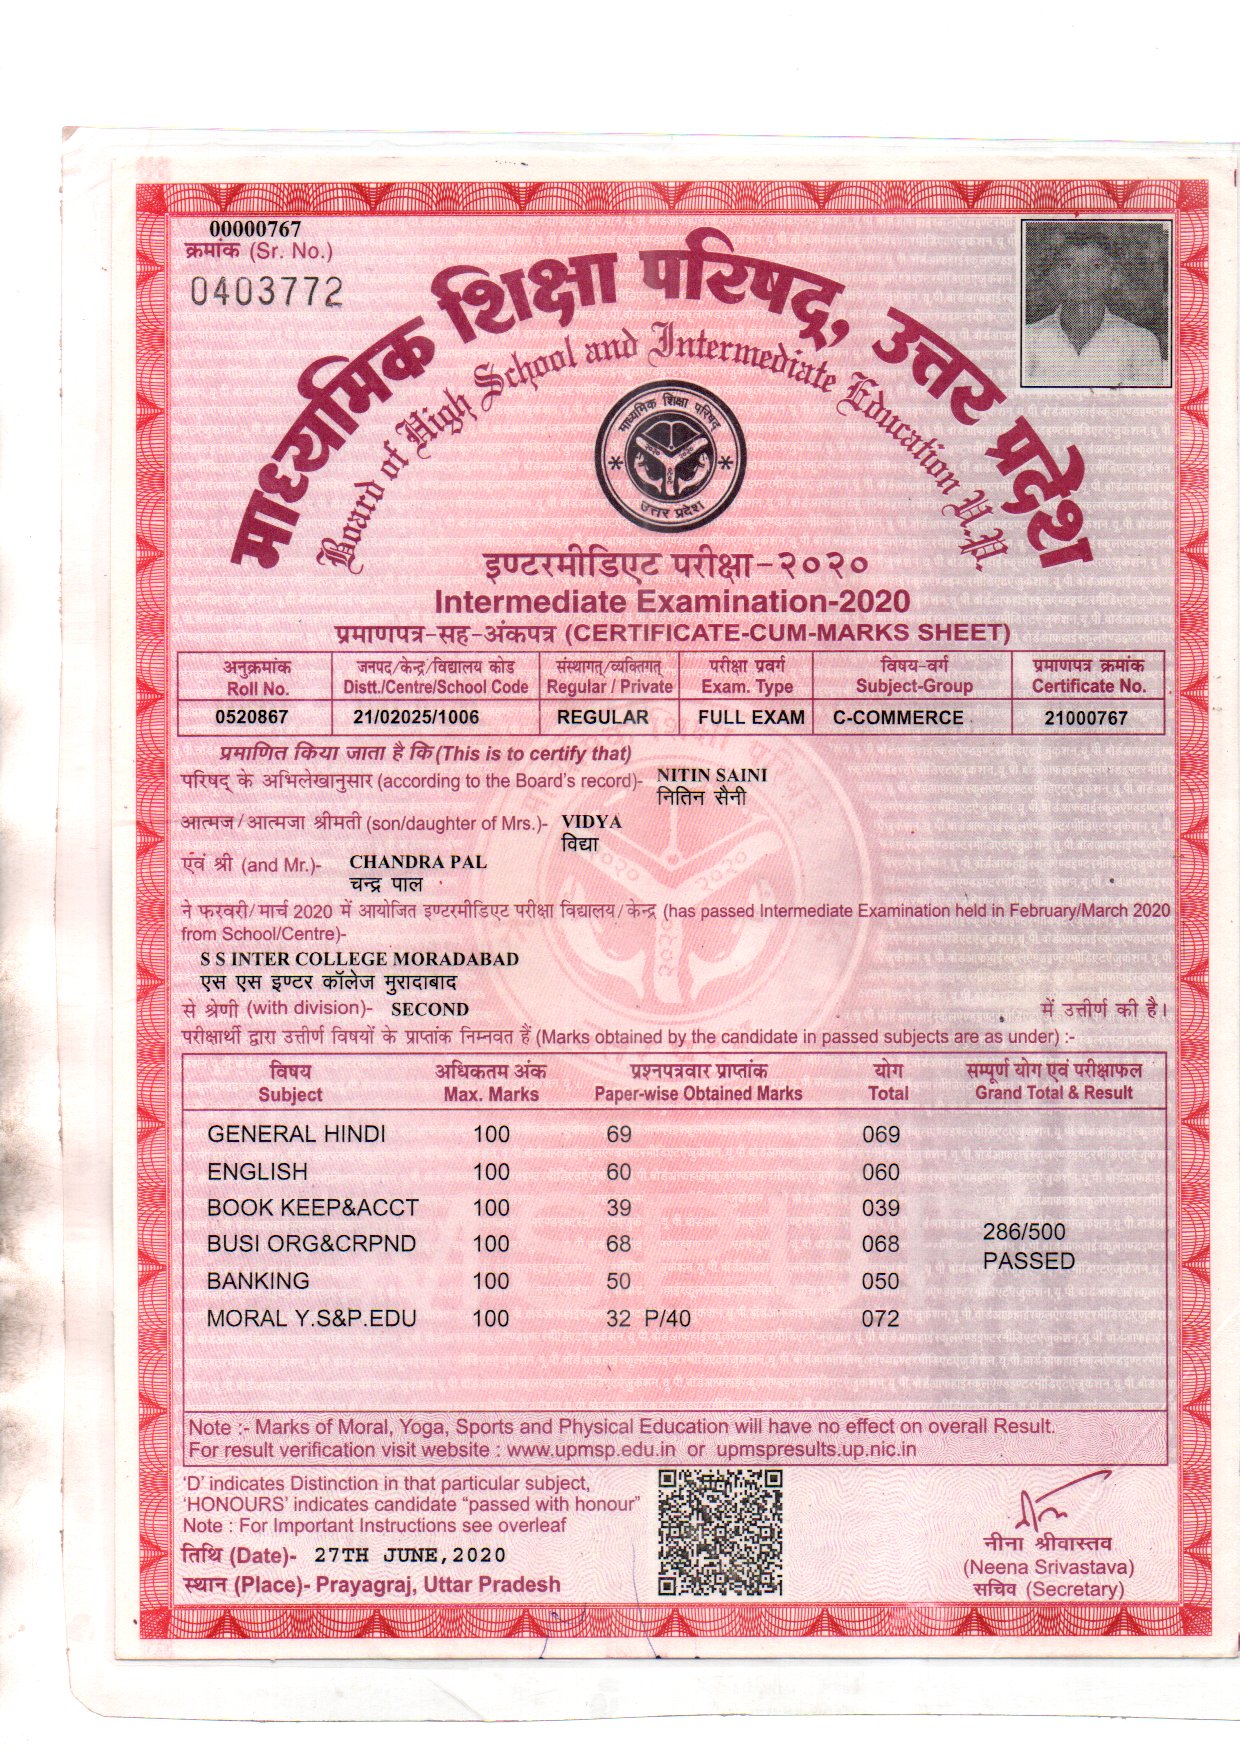 00000767
क्रमांक (Sr. No.)
0403772
माध्यमिक शिक्षा परिषद्, उत्तर प्रदेश
Board of High School and Intermediate Education U.P.
माध्यमिक शिक्षा परिषद्
उत्तर प्रदेश
इण्टरमीडिएट परीक्षा-२०२०
Intermediate Examination-2020
प्रमाणपत्र-सह-अंकपत्र (CERTIFICATE-CUM-MARKS SHEET)
अनुक्रमांक जनपद/केन्द्र/विद्यालय कोड संस्थागत्/व्यक्तिगत् परीक्षा प्रवर्ग विषय-वर्ग प्रमाणपत्र क्रमांक
Roll No. Distt./Centre/School Code Regular / Private Exam. Type Subject-Group Certificate No.
0520867 21/02025/1006 REGULAR FULL EXAM C-COMMERCE 21000767
प्रमाणित किया जाता है कि (This is to certify that)
परिषद् के अभिलेखानुसार (according to the Board's record)- NITIN SAINI
नितिन सैनी
आत्मज/आत्मजा श्रीमती (son/daughter of Mrs.)- VIDYA
विद्या
एवं श्री (and Mr.)- CHANDRA PAL
चन्द्र पाल
ने फरवरी/मार्च 2020 में आयोजित इण्टरमीडिएट परीक्षा विद्यालय/केन्द्र (has passed Intermediate Examination held in February/March 2020
from School/Centre)-
S S INTER COLLEGE MORADABAD
एस एस इण्टर कॉलेज मुरादाबाद
से श्रेणी (with division)- SECOND में उत्तीर्ण की है।
परीक्षार्थी द्वारा उत्तीर्ण विषयों के प्राप्तांक निम्नवत हैं (Marks obtained by the candidate in passed subjects are as under) :-
विषय अधिकतम अंक प्रश्नपत्रवार प्राप्तांक योग सम्पूर्ण योग एवं परीक्षाफल
Subject Max. Marks Paper-wise Obtained Marks Total Grand Total & Result
GENERAL HINDI 100 69 069
ENGLISH 100 60 060
BOOK KEEP&ACCT 100 39 039
286/500
BUSI ORG&CRPND 100 68 068
PASSED
BANKING 100 50 050
MORAL Y.S&P.EDU 100 32 P/40 072
Note :- Marks of Moral, Yoga, Sports and Physical Education will have no effect on overall Result.
For result verification visit website : www.upmsp.edu.in or upmspresults.up.nic.in
'D' indicates Distinction in that particular subject,
'HONOURS' indicates candidate "passed with honour"
Note : For Important Instructions see overleaf
तिथि (Date)- 27TH JUNE,2020
स्थान (Place)- Prayagraj, Uttar Pradesh
नीना श्रीवास्तव
(Neena Srivastava)
सचिव (Secretary)